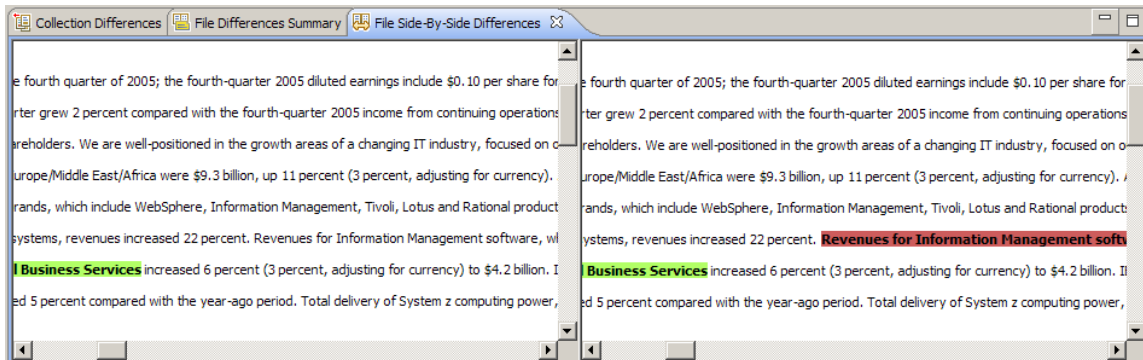 Collection Differences File Differences Summary File Side-By-Side Differences
e fourth quarter of 2005; the fourth-quarter 2005 diluted earnings include $0.10 per share for
rter grew 2 percent compared with the fourth-quarter 2005 income from continuing operations
areholders. We are well-positioned in the growth areas of a changing IT industry, focused on o
urope/Middle East/Africa were $9.3 billion, up 11 percent (3 percent, adjusting for currency).
rands, which include WebSphere, Information Management, Tivoli, Lotus and Rational product
systems, revenues increased 22 percent. Revenues for Information Management software, wh
l Business Services increased 6 percent (3 percent, adjusting for currency) to $4.2 billion. I
ed 5 percent compared with the year-ago period. Total delivery of System z computing power,
e fourth quarter of 2005; the fourth-quarter 2005 diluted earnings include $0.10 per share for
rter grew 2 percent compared with the fourth-quarter 2005 income from continuing operations
reholders. We are well-positioned in the growth areas of a changing IT industry, focused on o
urope/Middle East/Africa were $9.3 billion, up 11 percent (3 percent, adjusting for currency). A
rands, which include WebSphere, Information Management, Tivoli, Lotus and Rational products
ystems, revenues increased 22 percent. Revenues for Information Management softw
l Business Services increased 6 percent (3 percent, adjusting for currency) to $4.2 billion. I
ed 5 percent compared with the year-ago period. Total delivery of System z computing power,